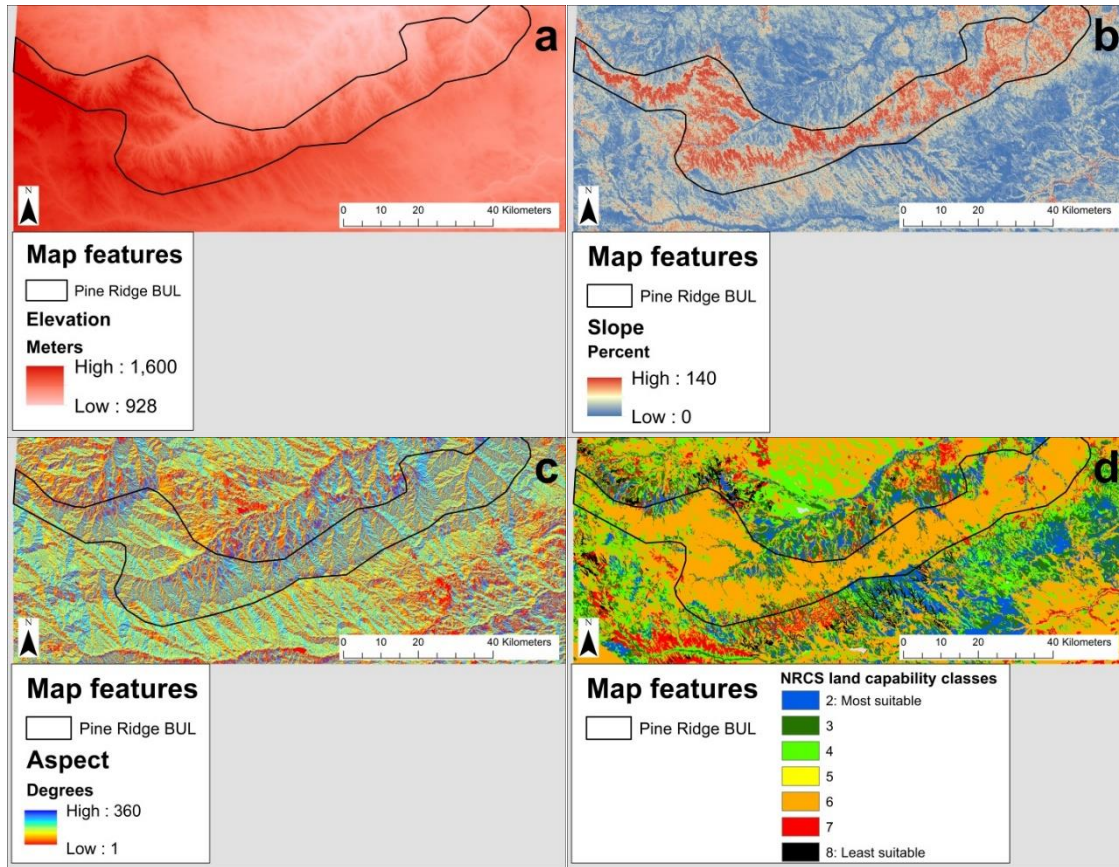 a
N
0 10 20 40 Kilometers
Map features
Pine Ridge BUL
Elevation
Meters
High : 1,600
Low : 928
b
N
0 10 20 40 Kilometers
Map features
Pine Ridge BUL
Slope
Percent
High : 140
Low : 0
c
N
0 10 20 40 Kilometers
Map features
Pine Ridge BUL
Aspect
Degrees
High : 360
Low : 1
d
N
0 10 20 40 Kilometers
Map features
Pine Ridge BUL
NRCS land capability classes
2: Most suitable
3
4
5
6
7
8: Least suitable